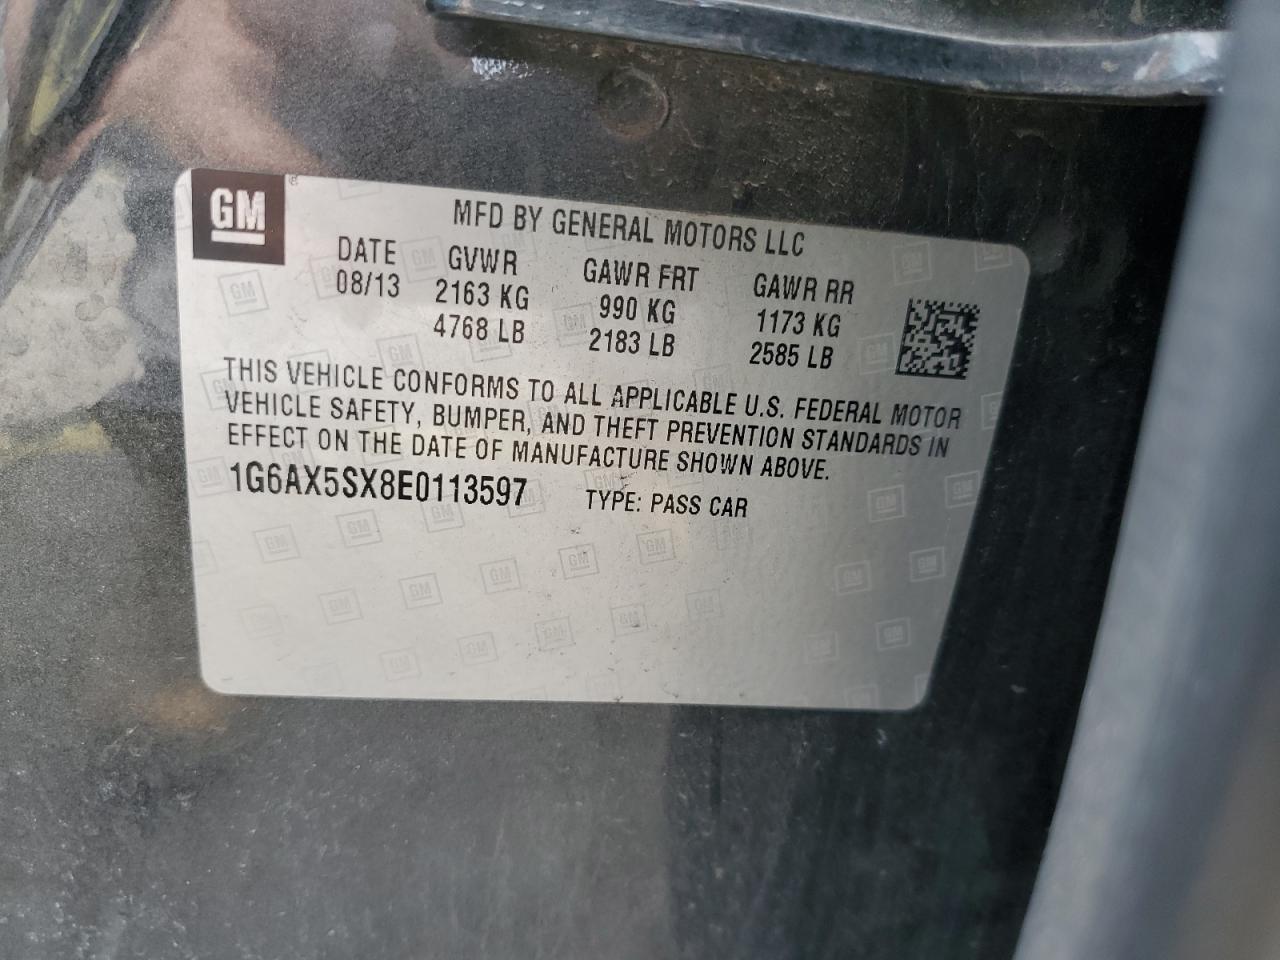 GM
MFD BY GENERAL MOTORS LLC
DATE GVWR GAWR FRT GAWR RR
08/13 2163 KG 990 KG 1173 KG
4768 LB 2183 LB 2585 LB
THIS VEHICLE CONFORMS TO ALL APPLICABLE U.S. FEDERAL MOTOR
VEHICLE SAFETY, BUMPER, AND THEFT PREVENTION STANDARDS IN
EFFECT ON THE DATE OF MANUFACTURE SHOWN ABOVE.
1G6AX5SX8E0113597 TYPE: PASS CAR